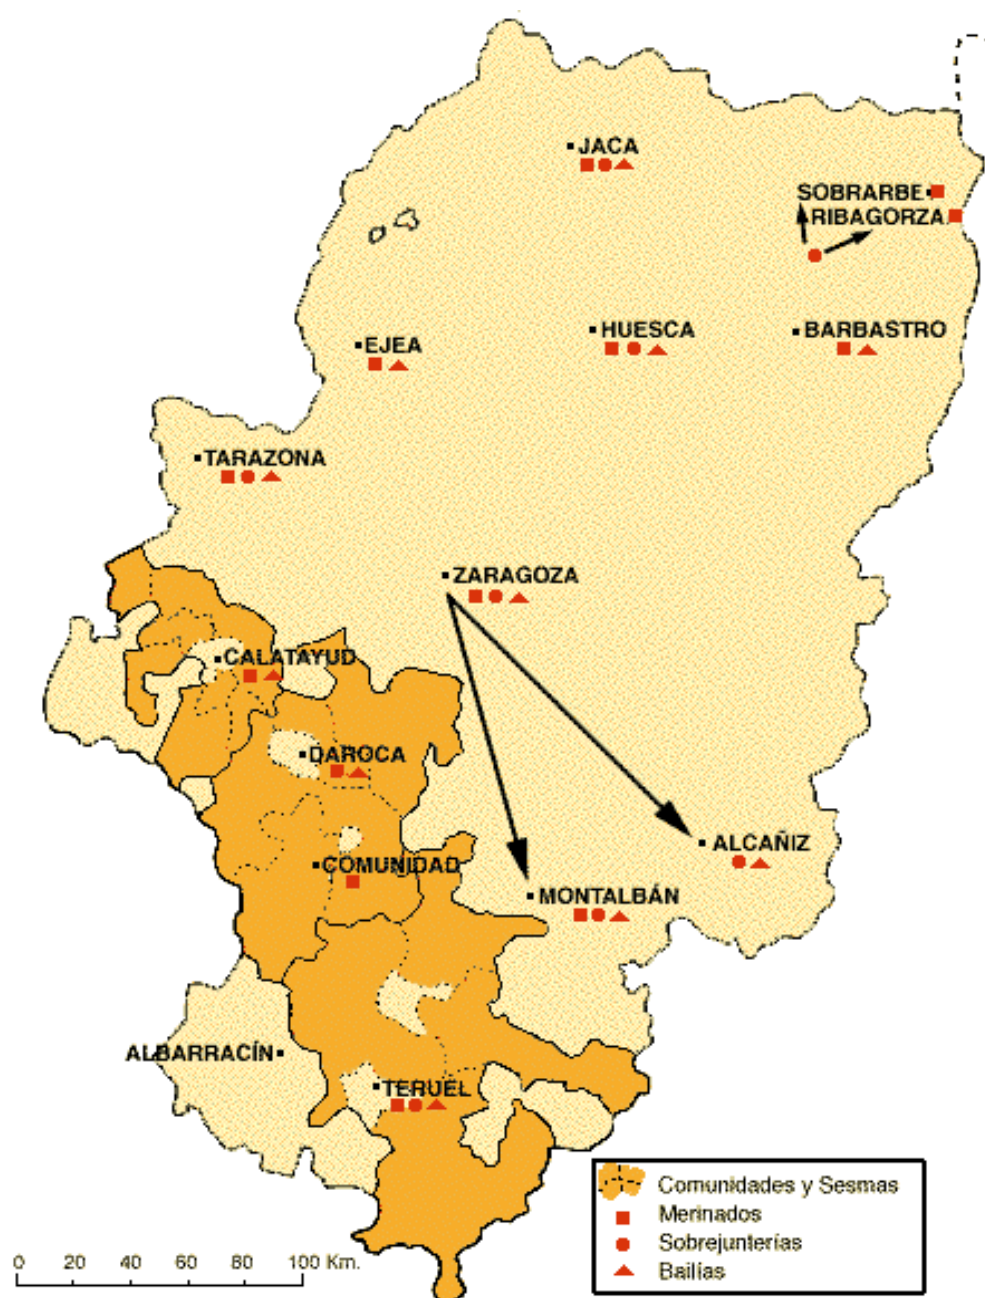 JACA
SOBRARBE
RIBAGORZA
HUESCA
BARBASTRO
EJEA
TARAZONA
ZARAGOZA
CALATAYUD
DAROCA
ALCAÑIZ
COMUNIDAD
MONTALBÁN
ALBARRACÍN
TERUEL
Comunidades y Sesmas
Merinados
Sobrejunterías
Bailías
0 20 40 60 80 100 Km.